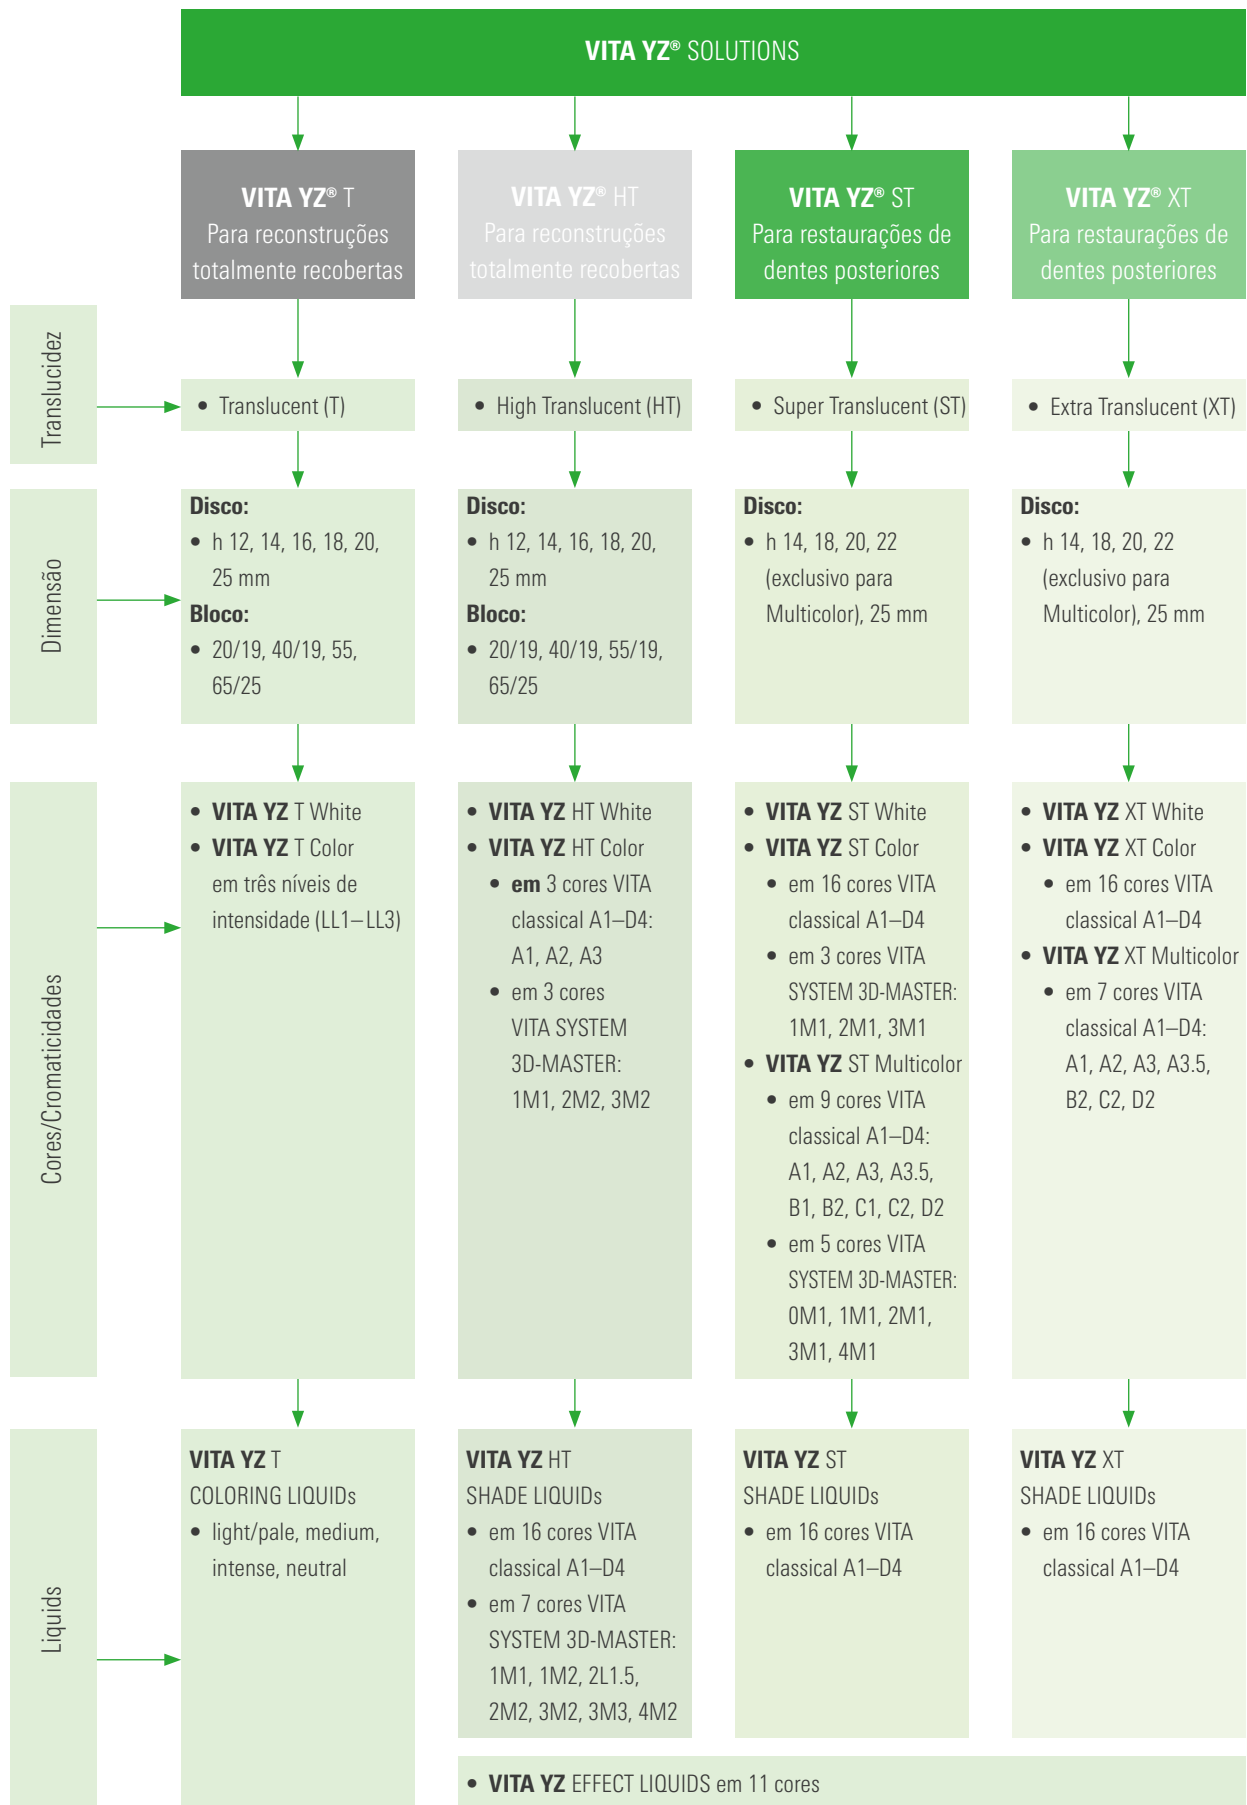 VITA YZ® SOLUTIONS
VITA YZ® T
Para reconstruções
totalmente recobertas
VITA YZ® HT
Para reconstruções
totalmente recobertas
VITA YZ® ST
Para restaurações de
dentes posteriores
VITA YZ® XT
Para restaurações de
dentes posteriores
Translucidez
• Translucent (T)
• High Translucent (HT)
• Super Translucent (ST)
• Extra Translucent (XT)
Dimensão
Disco:
• h 12, 14, 16, 18, 20,
25 mm
Bloco:
• 20/19, 40/19, 55,
65/25
Disco:
• h 12, 14, 16, 18, 20,
25 mm
Bloco:
• 20/19, 40/19, 55/19,
65/25
Disco:
• h 14, 18, 20, 22
(exclusivo para
Multicolor), 25 mm
Disco:
• h 14, 18, 20, 22
(exclusivo para
Multicolor), 25 mm
Cores/Cromaticidades
• VITA YZ T White
• VITA YZ T Color
em três níveis de
intensidade (LL1–LL3)
• VITA YZ HT White
• VITA YZ HT Color
• em 3 cores VITA
classical A1–D4:
A1, A2, A3
• em 3 cores
VITA SYSTEM
3D-MASTER:
1M1, 2M2, 3M2
• VITA YZ ST White
• VITA YZ ST Color
• em 16 cores VITA
classical A1–D4
• em 3 cores VITA
SYSTEM 3D-MASTER:
1M1, 2M1, 3M1
• VITA YZ ST Multicolor
• em 9 cores VITA
classical A1–D4:
A1, A2, A3, A3.5,
B1, B2, C1, C2, D2
• em 5 cores VITA
SYSTEM 3D-MASTER:
0M1, 1M1, 2M1,
3M1, 4M1
• VITA YZ XT White
• VITA YZ XT Color
• em 16 cores VITA
classical A1–D4
• VITA YZ XT Multicolor
• em 7 cores VITA
classical A1–D4:
A1, A2, A3, A3.5,
B2, C2, D2
Liquids
VITA YZ T
COLORING LIQUIDs
• light/pale, medium,
intense, neutral
VITA YZ HT
SHADE LIQUIDs
• em 16 cores VITA
classical A1–D4
• em 7 cores VITA
SYSTEM 3D-MASTER:
1M1, 1M2, 2L1.5,
2M2, 3M2, 3M3, 4M2
VITA YZ ST
SHADE LIQUIDs
• em 16 cores VITA
classical A1–D4
VITA YZ XT
SHADE LIQUIDs
• em 16 cores VITA
classical A1–D4
• VITA YZ EFFECT LIQUIDS em 11 cores